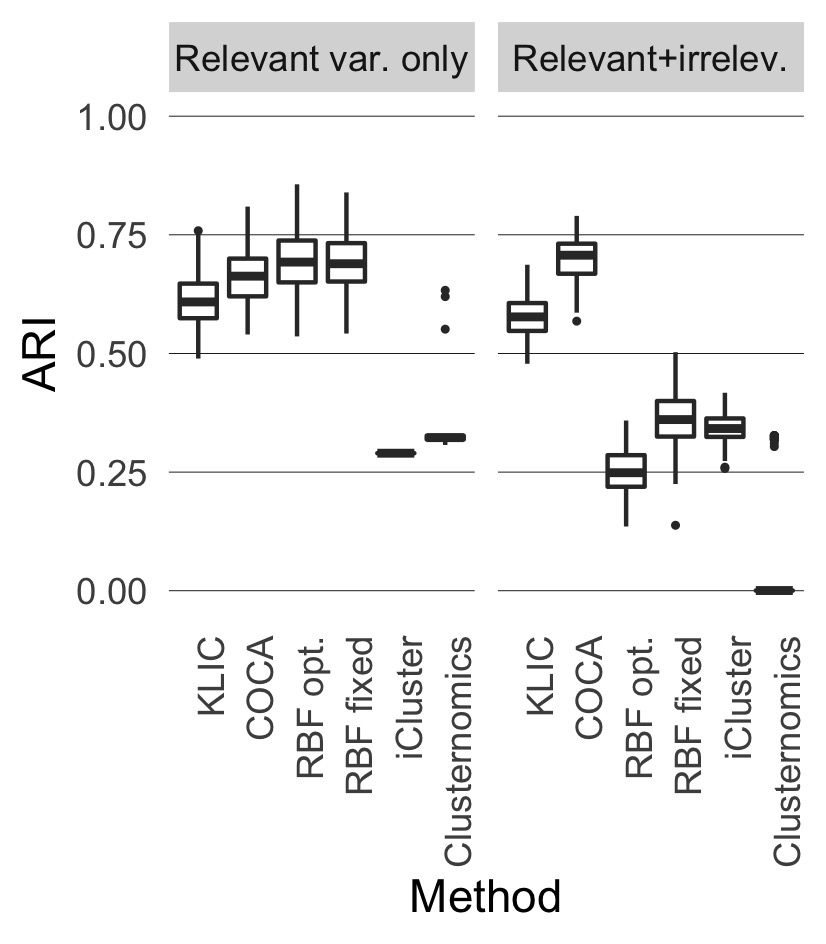 Relevant var. only
Relevant+irrelev.
1.00
0.75
0.50
0.25
0.00
ARI
KLIC
COCA
RBF opt.
RBF fixed
iCluster
Clusternomics
KLIC
COCA
RBF opt.
RBF fixed
iCluster
Clusternomics
Method